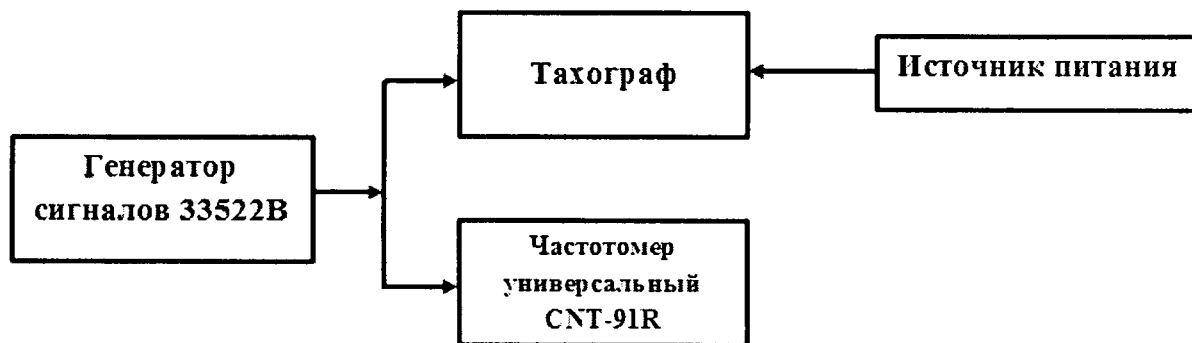 Тахограф
Источник питания
Генератор
сигналов 33522B
Частотомер
универсальный
CNT-91R